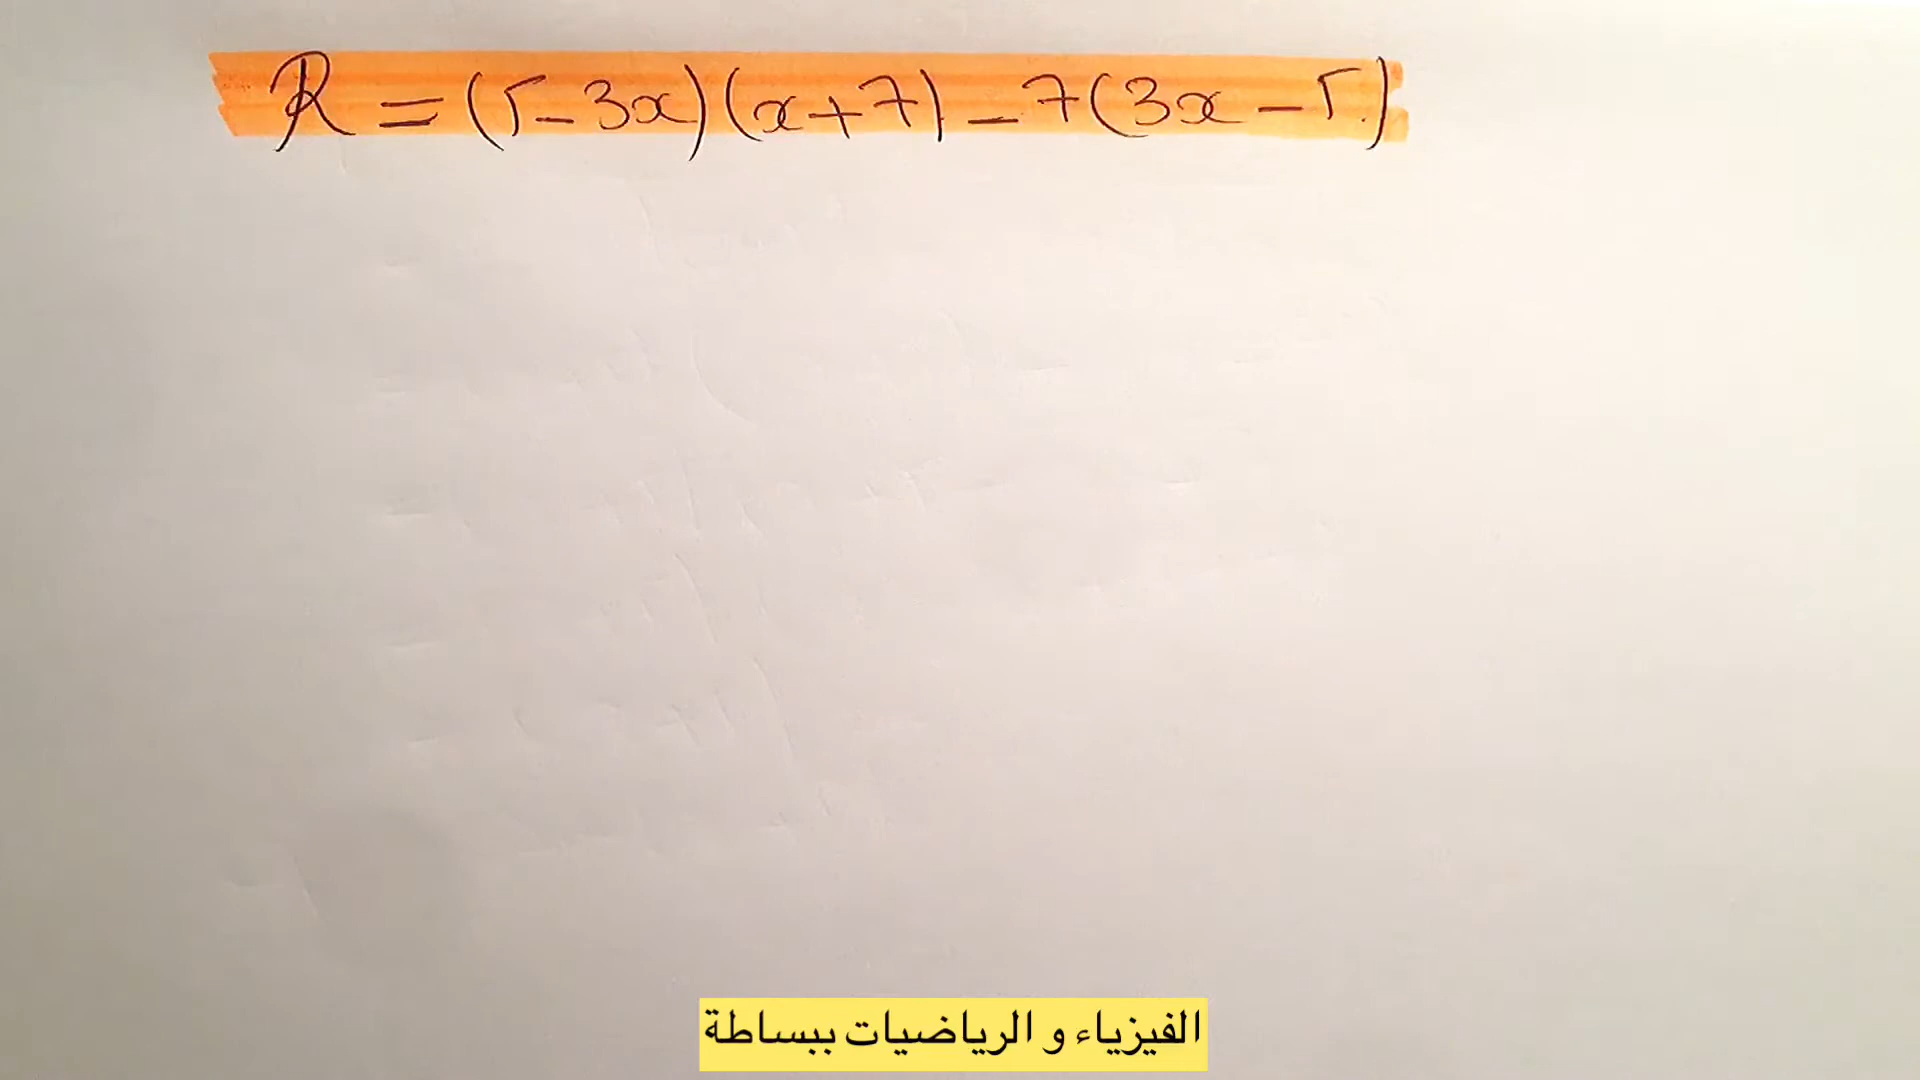 R = (5 - 3x)(x + 7) - 7(3x - 5)
الفيزياء و الرياضيات ببساطة